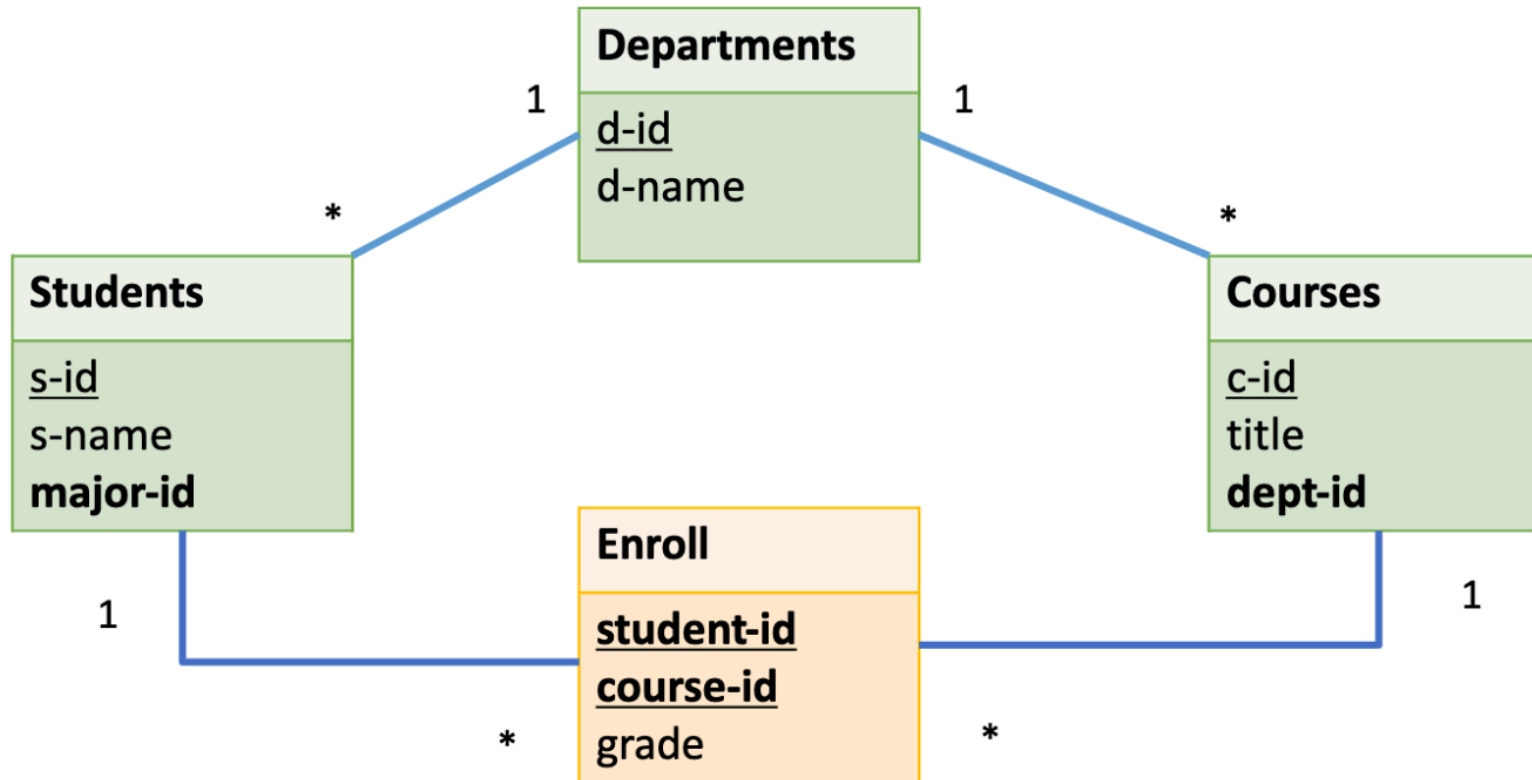 Departments
1
1
d-id
d-name
*
*
Students
s-id
s-name
major-id
Courses
c-id
title
dept-id
Enroll
student-id
course-id
grade
1
1
*
*